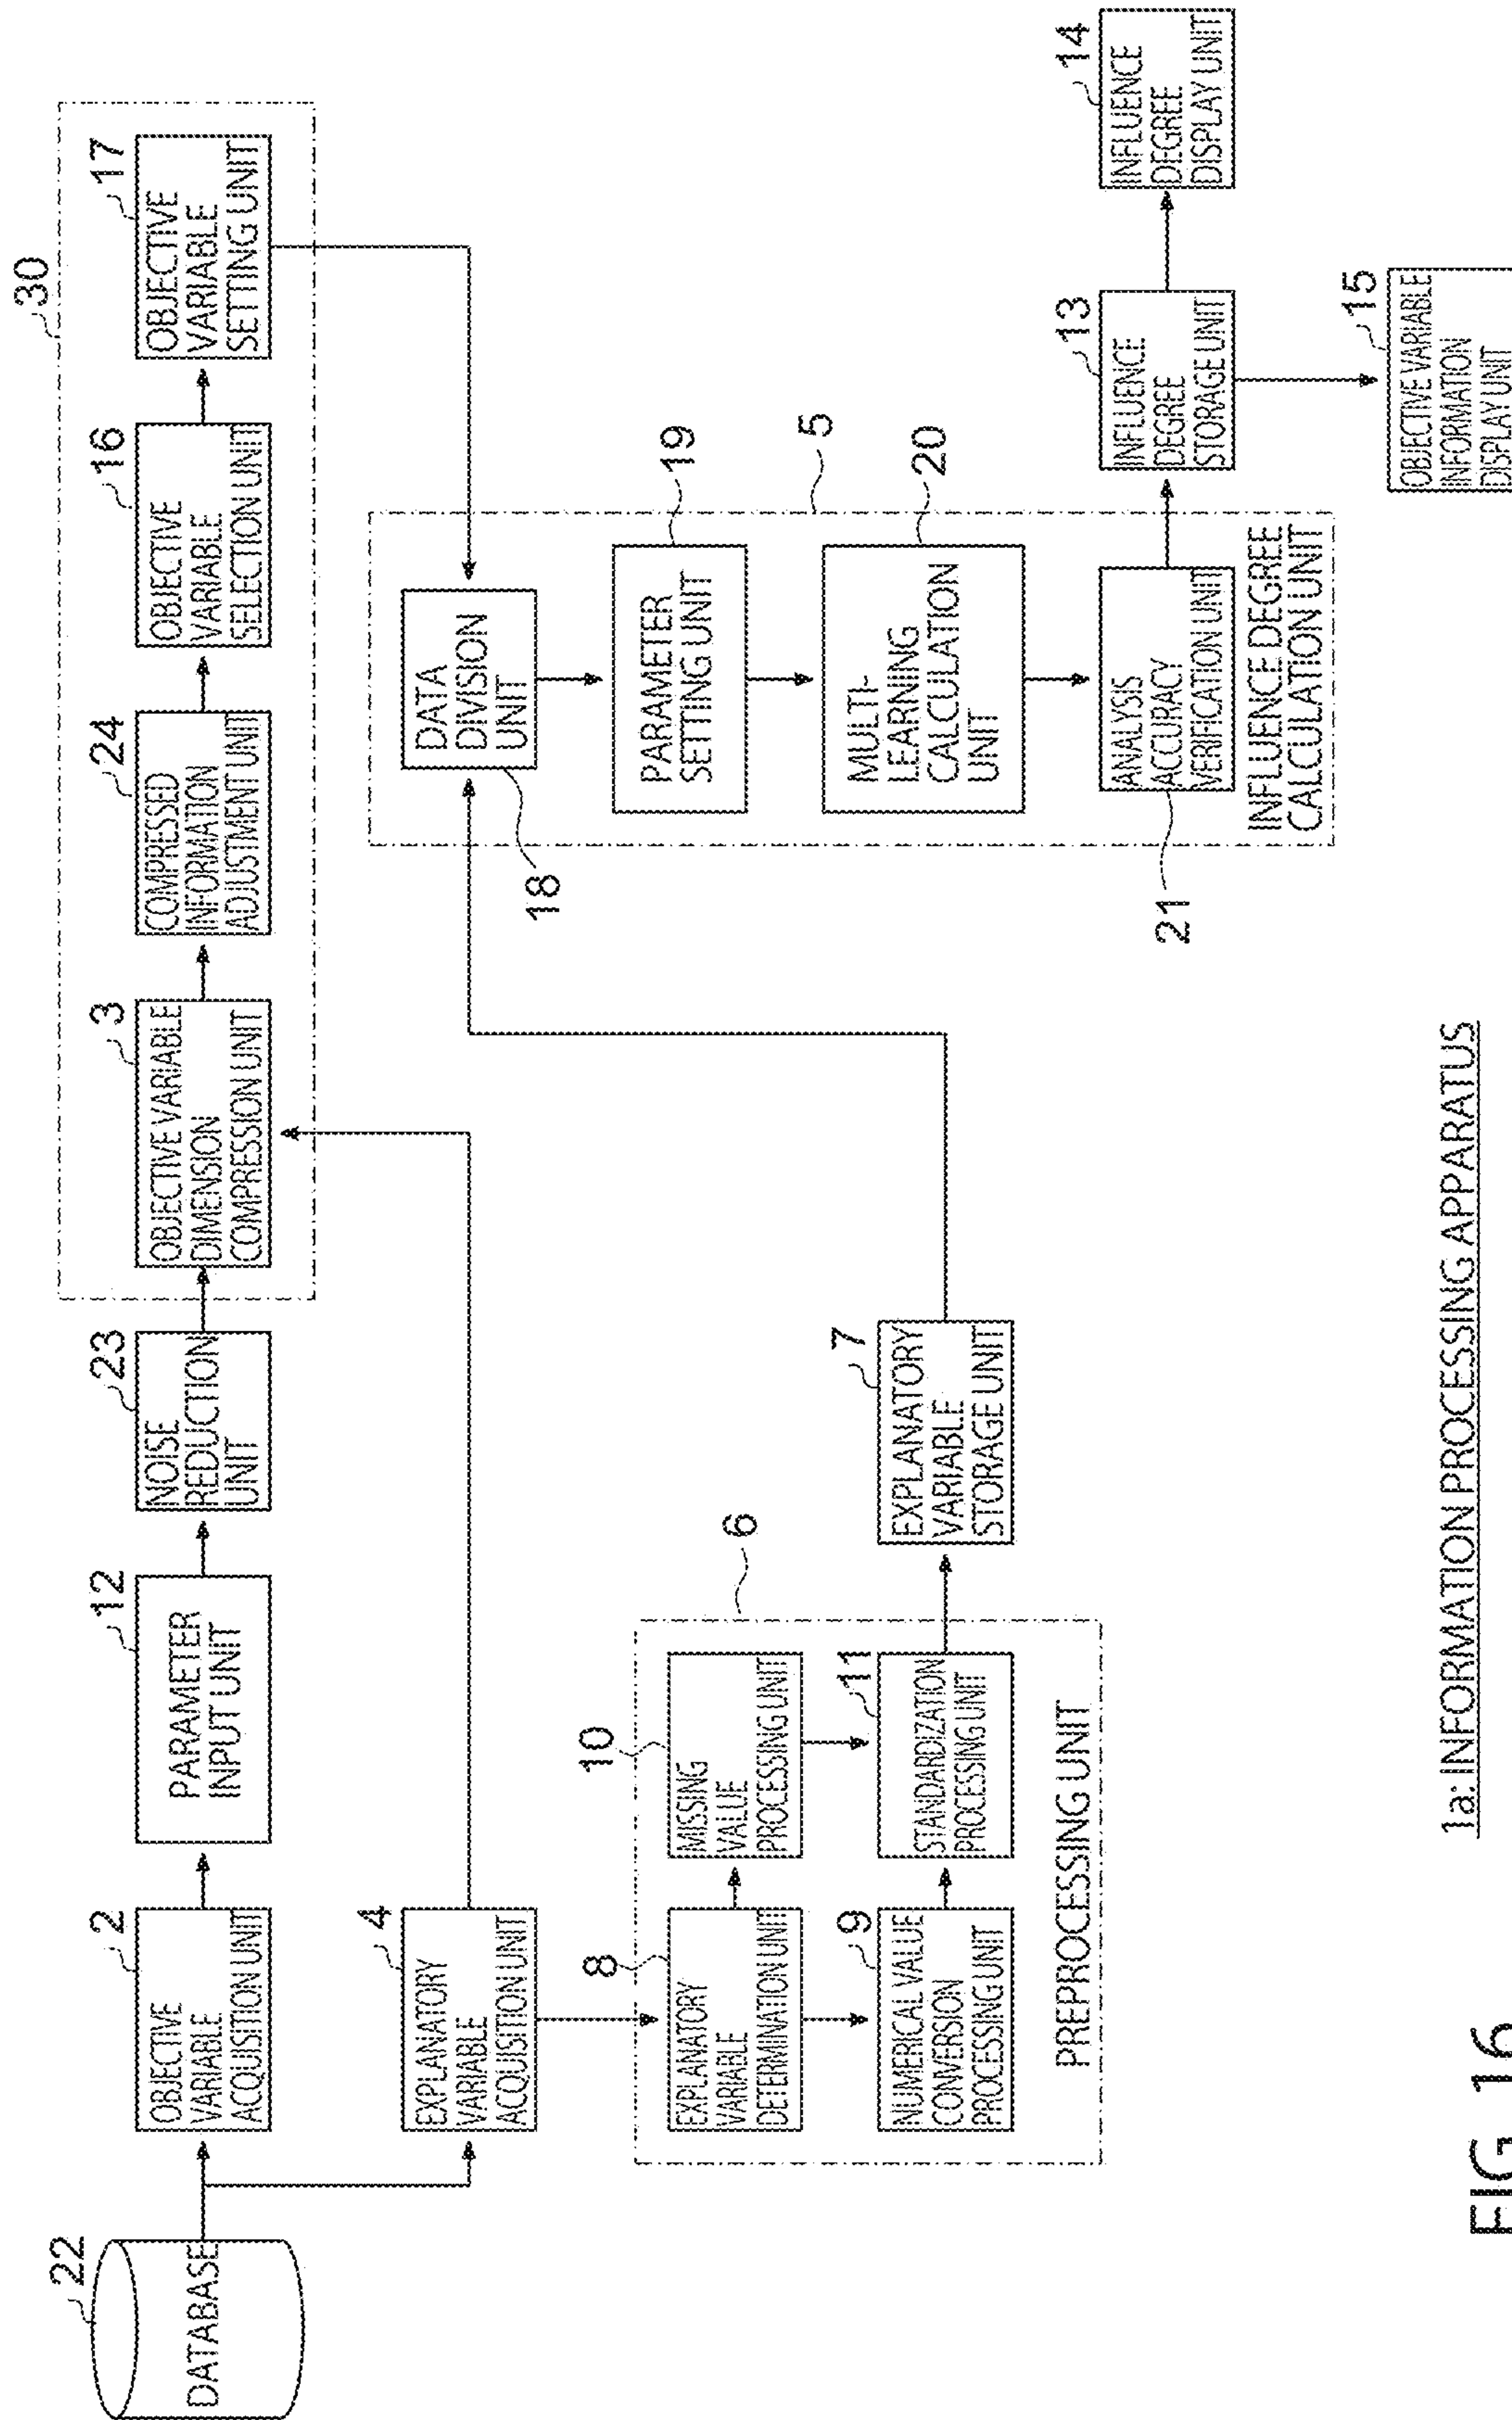 22
DATABASE
2
OBJECTIVE
VARIABLE
ACQUISITION UNIT
12
PARAMETER
INPUT UNIT
23
NOISE
REDUCTION
UNIT
30
3
OBJECTIVE VARIABLE
DIMENSION
COMPRESSION UNIT
24
COMPRESSED
INFORMATION
ADJUSTMENT UNIT
16
OBJECTIVE
VARIABLE
SELECTION UNIT
17
OBJECTIVE
VARIABLE
SETTING UNIT
4
EXPLANATORY
VARIABLE
ACQUISITION UNIT
6
8
EXPLANATORY
VARIABLE
DETERMINATION UNIT
10
MISSING
VALUE
PROCESSING UNIT
9
NUMERICAL VALUE
CONVERSION
PROCESSING UNIT
11
STANDARDIZATION
PROCESSING UNIT
PREPROCESSING UNIT
7
EXPLANATORY
VARIABLE
STORAGE UNIT
18
DATA
DIVISION
UNIT
5
19
PARAMETER
SETTING UNIT
20
MULTI-
LEARNING
CALCULATION
UNIT
21
ANALYSIS
ACCURACY
VERIFICATION UNIT
INFLUENCE DEGREE
CALCULATION UNIT
13
INFLUENCE
DEGREE
STORAGE UNIT
14
INFLUENCE
DEGREE
DISPLAY UNIT
15
OBJECTIVE VARIABLE
INFORMATION
DISPLAY UNIT
1a: INFORMATION PROCESSING APPARATUS
FIG. 16